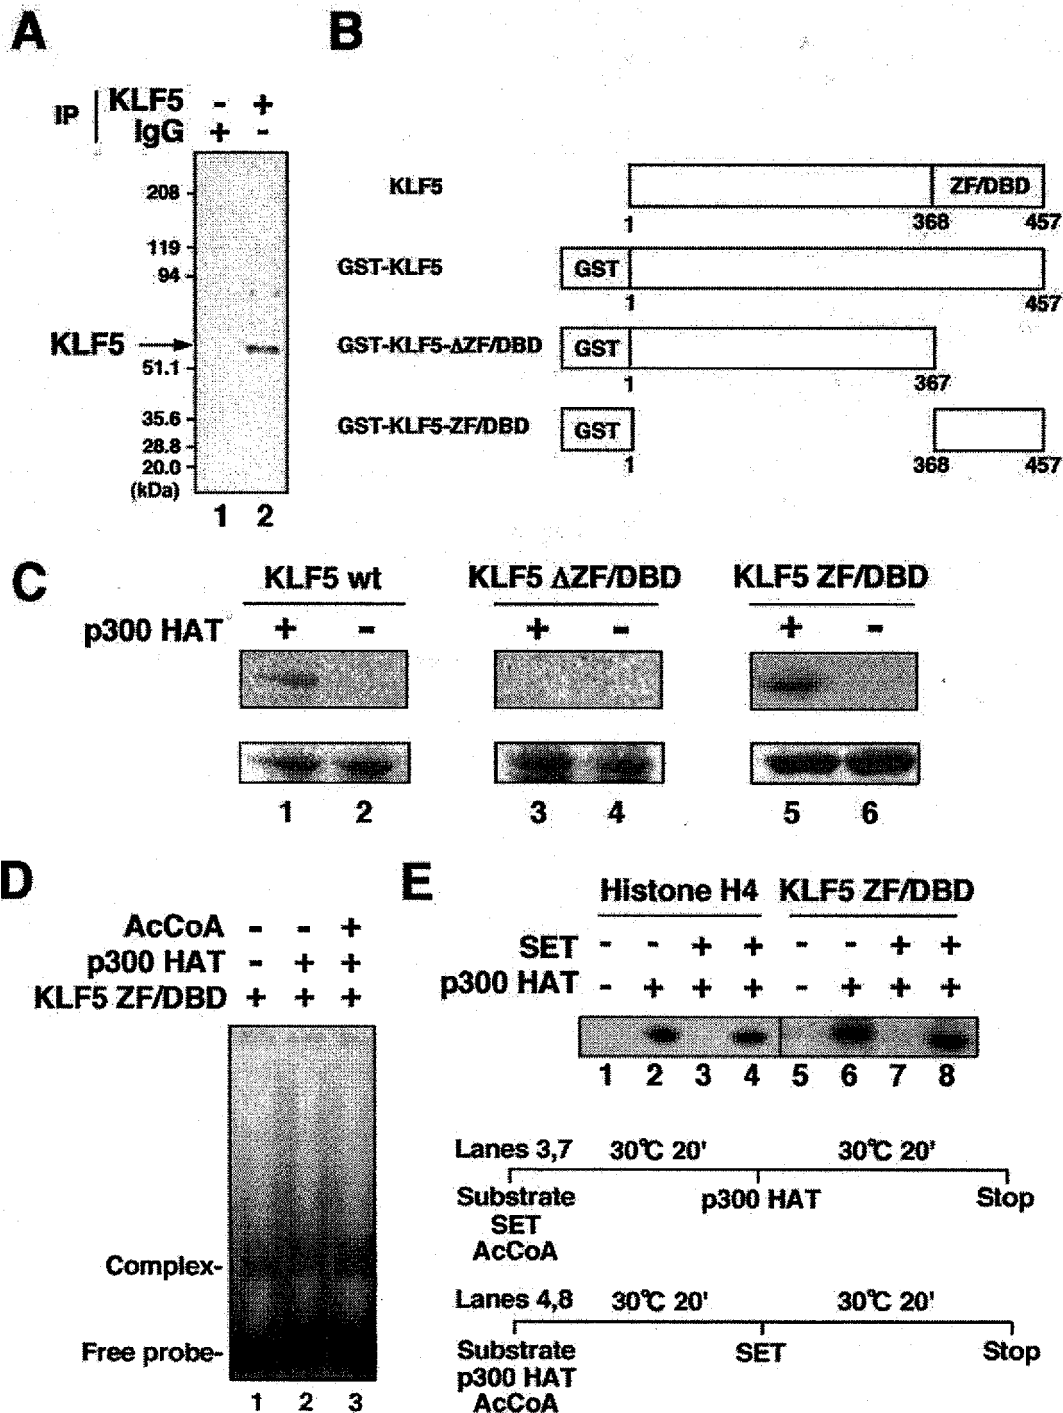 A
IP KLF5 - +
IgG + -
208
119
94
KLF5
51.1
35.6
28.8
20.0
(kDa)
1 2
B
KLF5 ZF/DBD
1 368 457
GST-KLF5 GST
1 457
GST-KLF5-ΔZF/DBD GST
1 367
GST-KLF5-ZF/DBD GST
1 368 457
C
KLF5 wt KLF5 ΔZF/DBD KLF5 ZF/DBD
p300 HAT + - + - + -
1 2 3 4 5 6
D
AcCoA - - +
p300 HAT - + +
KLF5 ZF/DBD + + +
Complex-
Free probe-
1 2 3
E
Histone H4 KLF5 ZF/DBD
SET - - + + - - + +
p300 HAT - + + + - + + +
1 2 3 4 5 6 7 8
Lanes 3,7 30°C 20' 30°C 20'
Substrate p300 HAT Stop
SET
AcCoA
Lanes 4,8 30°C 20' 30°C 20'
Substrate SET Stop
p300 HAT
AcCoA